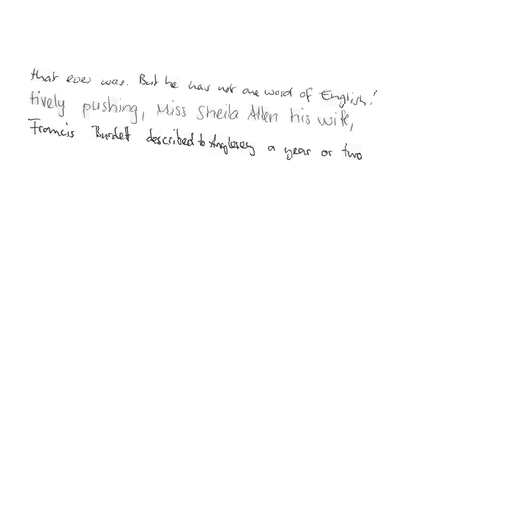 that ever was. But he has not one word of English!'
tively pushing, Miss Sheila Allen his wife,
Francis Burdett described to Anglesey a year or two